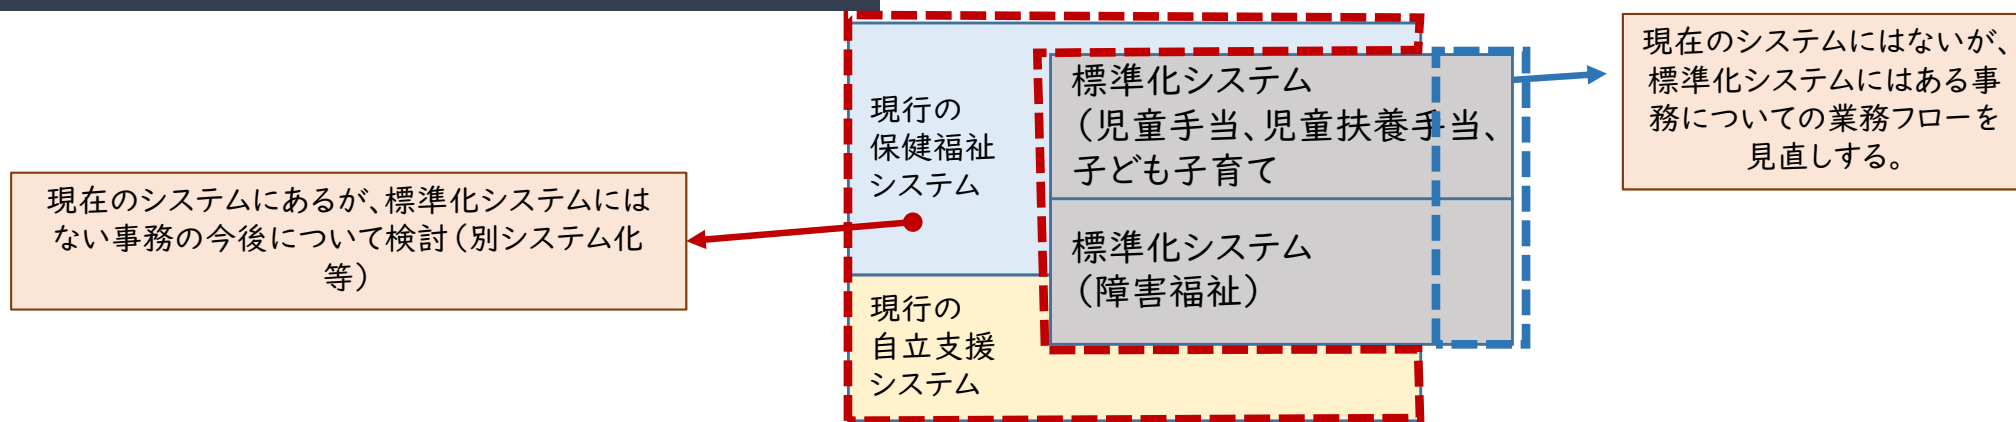 現在のシステムにあるが、標準化システムには
ない事務の今後について検討（別システム化
等）
現行の
保健福祉
システム
現行の
自立支援
システム
標準化システム
（児童手当、児童扶養手当、
子ども子育て
標準化システム
（障害福祉）
現在のシステムにはないが、
標準化システムにはある事
務についての業務フローを
見直しする。